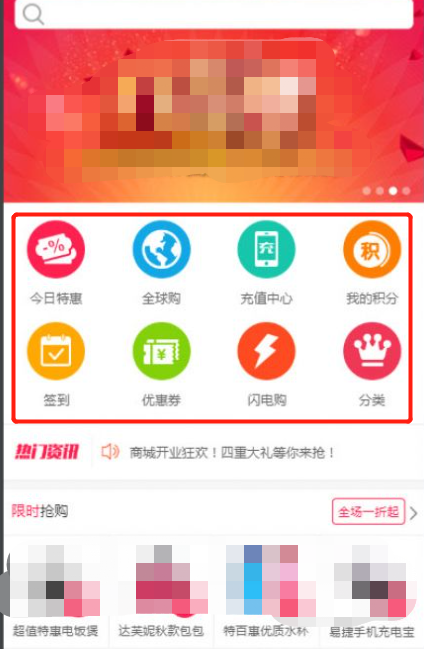 今日特惠 全球购 充值中心 我的积分
签到 优惠券 闪电购 分类
热门资讯 商城开业狂欢！四重大礼等你来抢！
限时抢购 全场一折起
超值特惠电饭煲 达芙妮秋款包包 特百惠优质水杯 易捷手机充电宝